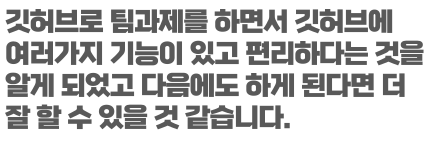 깃허브로 팀과제를 하면서 깃허브에
여러가지 기능이 있고 편리하다는 것을
알게 되었고 다음에도 하게 된다면 더
잘 할 수 있을 것 같습니다.